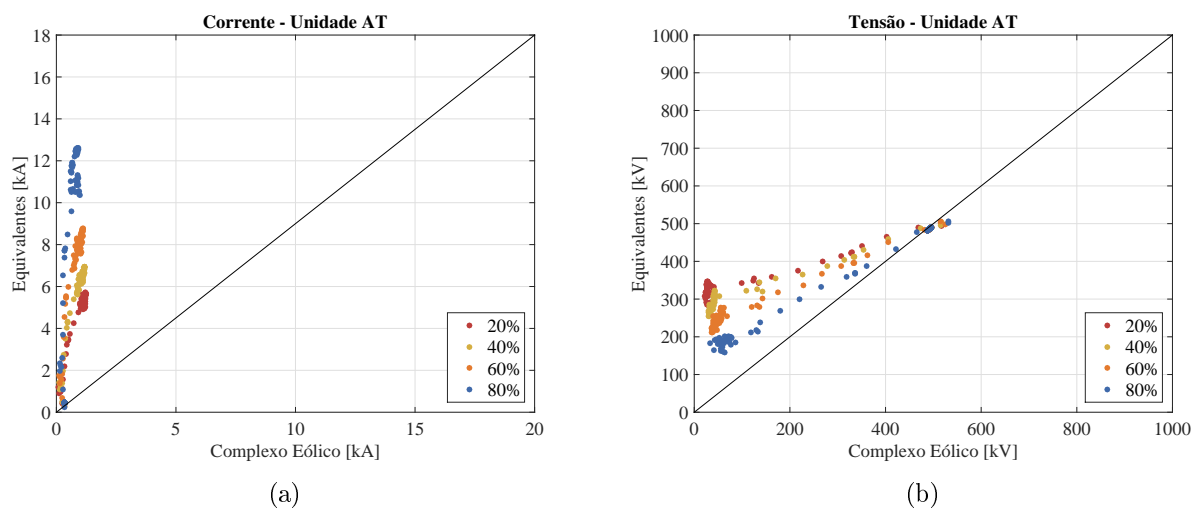 Corrente - Unidade AT
18
16
14
12
10
8
6
4
2
0
Equivalentes [kA]
0 5 10 15 20
Complexo Eólico [kA]
20%
40%
60%
80%
(a)
Tensão - Unidade AT
1000
900
800
700
600
500
400
300
200
100
0
Equivalentes [kV]
0 200 400 600 800 1000
Complexo Eólico [kV]
20%
40%
60%
80%
(b)